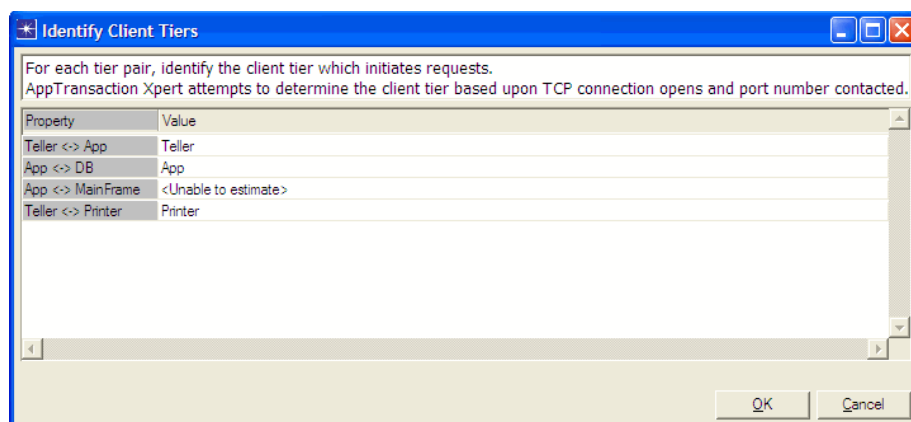 Identify Client Tiers
For each tier pair, identify the client tier which initiates requests.
AppTransaction Xpert attempts to determine the client tier based upon TCP connection opens and port number contacted.
Property Value
Teller <-> App Teller
App <-> DB App
App <-> MainFrame <Unable to estimate>
Teller <-> Printer Printer
OK Cancel